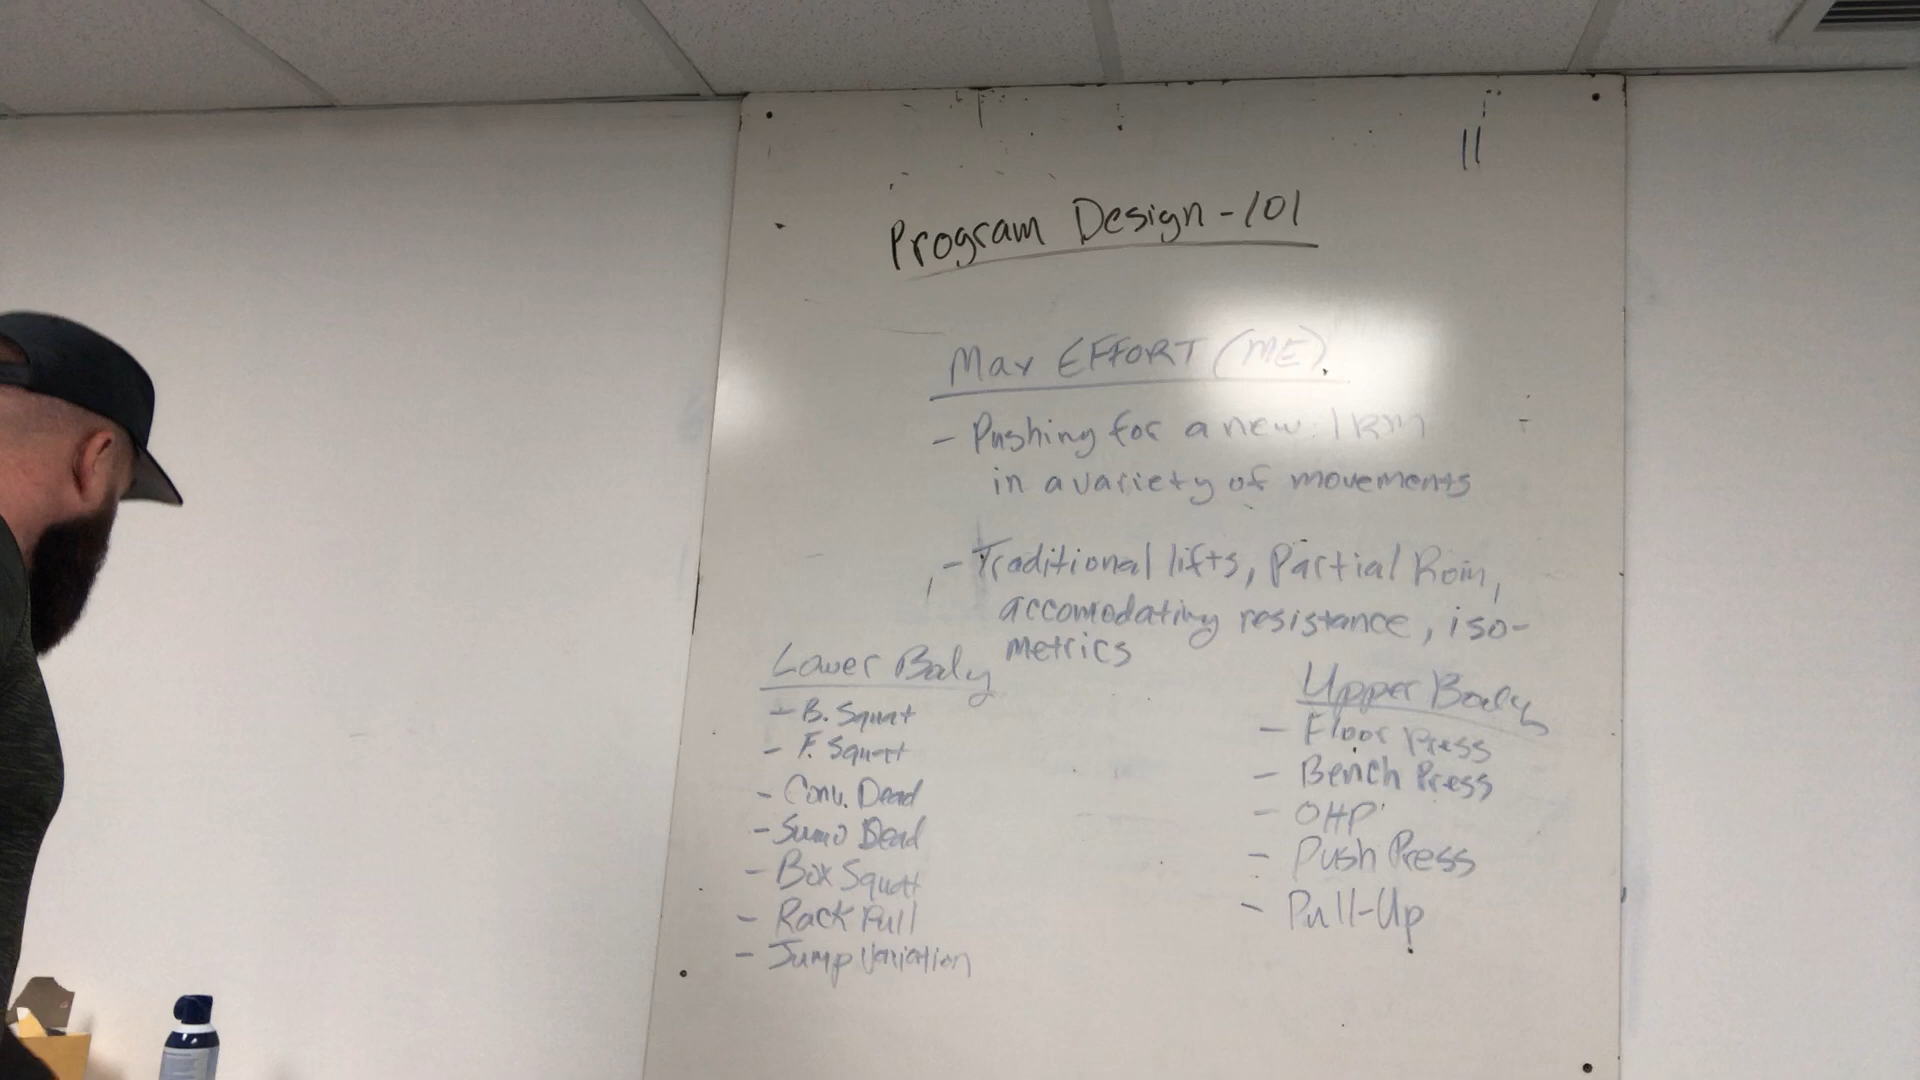 Program Design - 101
Max EFFORT (ME)
- Pushing for a new 1RM
in a variety of movements
- Traditional lifts, Partial Rom,
accomodating resistance, iso-
metrics
Lower Body
- B. Squat
- F. Squat
- Conv. Dead
- Sumo Dead
- Box Squat
- Rack Pull
- Jump Variation
Upper Body
- Floor Press
- Bench Press
- OHP
- Push Press
- Pull-Up